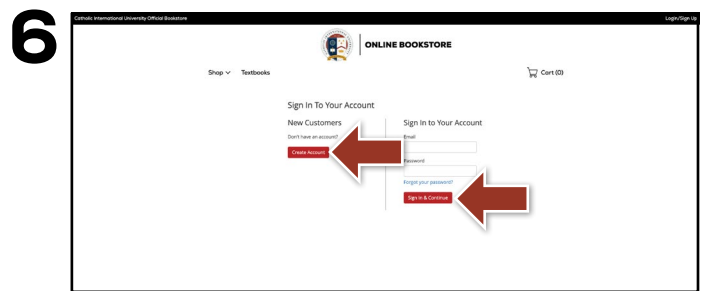 6
Catholic International University Official Bookstore
Login/Sign Up
ONLINE BOOKSTORE
Shop
Textbooks
Cart (0)
Sign In To Your Account
New Customers
Don't have an account?
Create Account
Sign In to Your Account
Email
Password
Forgot your password?
Sign In & Continue